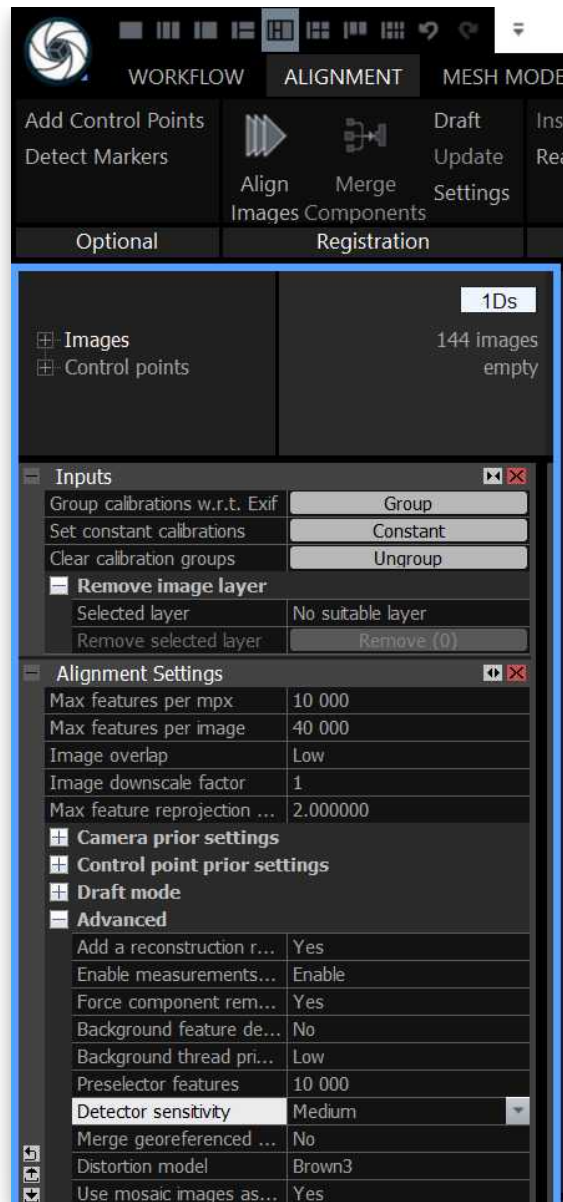 WORKFLOW ALIGNMENT MESH MODE
Add Control Points
Detect Markers
Align Images
Merge Components
Draft
Update
Settings
Ins
Rea
Optional Registration
1Ds
Images 144 images
Control points empty
Inputs
Group calibrations w.r.t. Exif Group
Set constant calibrations Constant
Clear calibration groups Ungroup
Remove image layer
Selected layer No suitable layer
Remove selected layer Remove (0)
Alignment Settings
Max features per mpx 10 000
Max features per image 40 000
Image overlap Low
Image downscale factor 1
Max feature reprojection ... 2.000000
Camera prior settings
Control point prior settings
Draft mode
Advanced
Add a reconstruction r... Yes
Enable measurements... Enable
Force component rem... Yes
Background feature de... No
Background thread pri... Low
Preselector features 10 000
Detector sensitivity Medium
Merge georeferenced ... No
Distortion model Brown3
Use mosaic images as... Yes